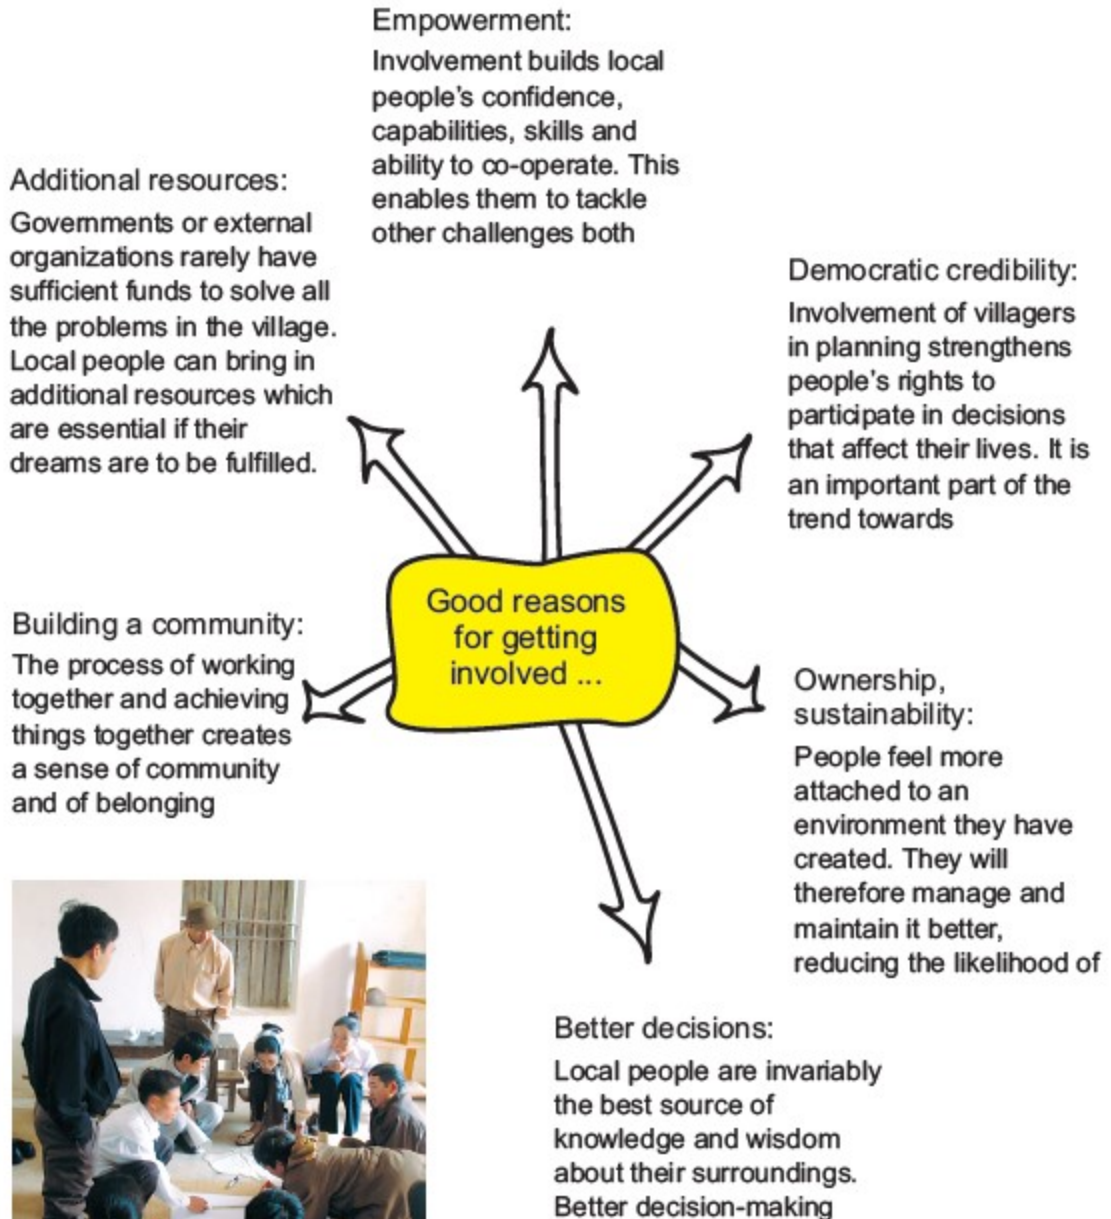 Empowerment:
Involvement builds local
people's confidence,
capabilities, skills and
ability to co-operate. This
enables them to tackle
other challenges both
Additional resources:
Governments or external
organizations rarely have
sufficient funds to solve all
the problems in the village.
Local people can bring in
additional resources which
are essential if their
dreams are to be fulfilled.
Democratic credibility:
Involvement of villagers
in planning strengthens
people's rights to
participate in decisions
that affect their lives. It is
an important part of the
trend towards
Good reasons
for getting
involved ...
Building a community:
The process of working
together and achieving
things together creates
a sense of community
and of belonging
Ownership,
sustainability:
People feel more
attached to an
environment they have
created. They will
therefore manage and
maintain it better,
reducing the likelihood of
Better decisions:
Local people are invariably
the best source of
knowledge and wisdom
about their surroundings.
Better decision-making